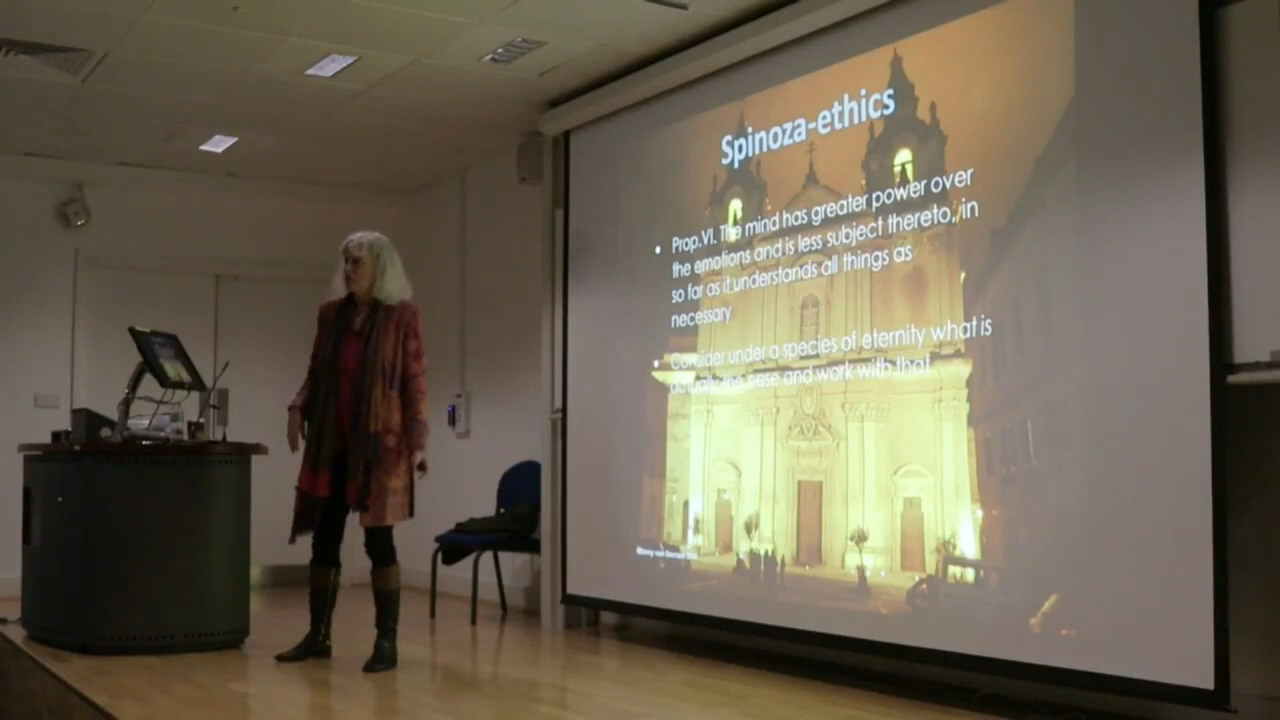 Spinoza-ethics
• Prop.VI. The mind has greater power over
the emotions and is less subject thereto, in
so far as it understands all things as
necessary
• Consider under a species of eternity what is
actually the case and work with that